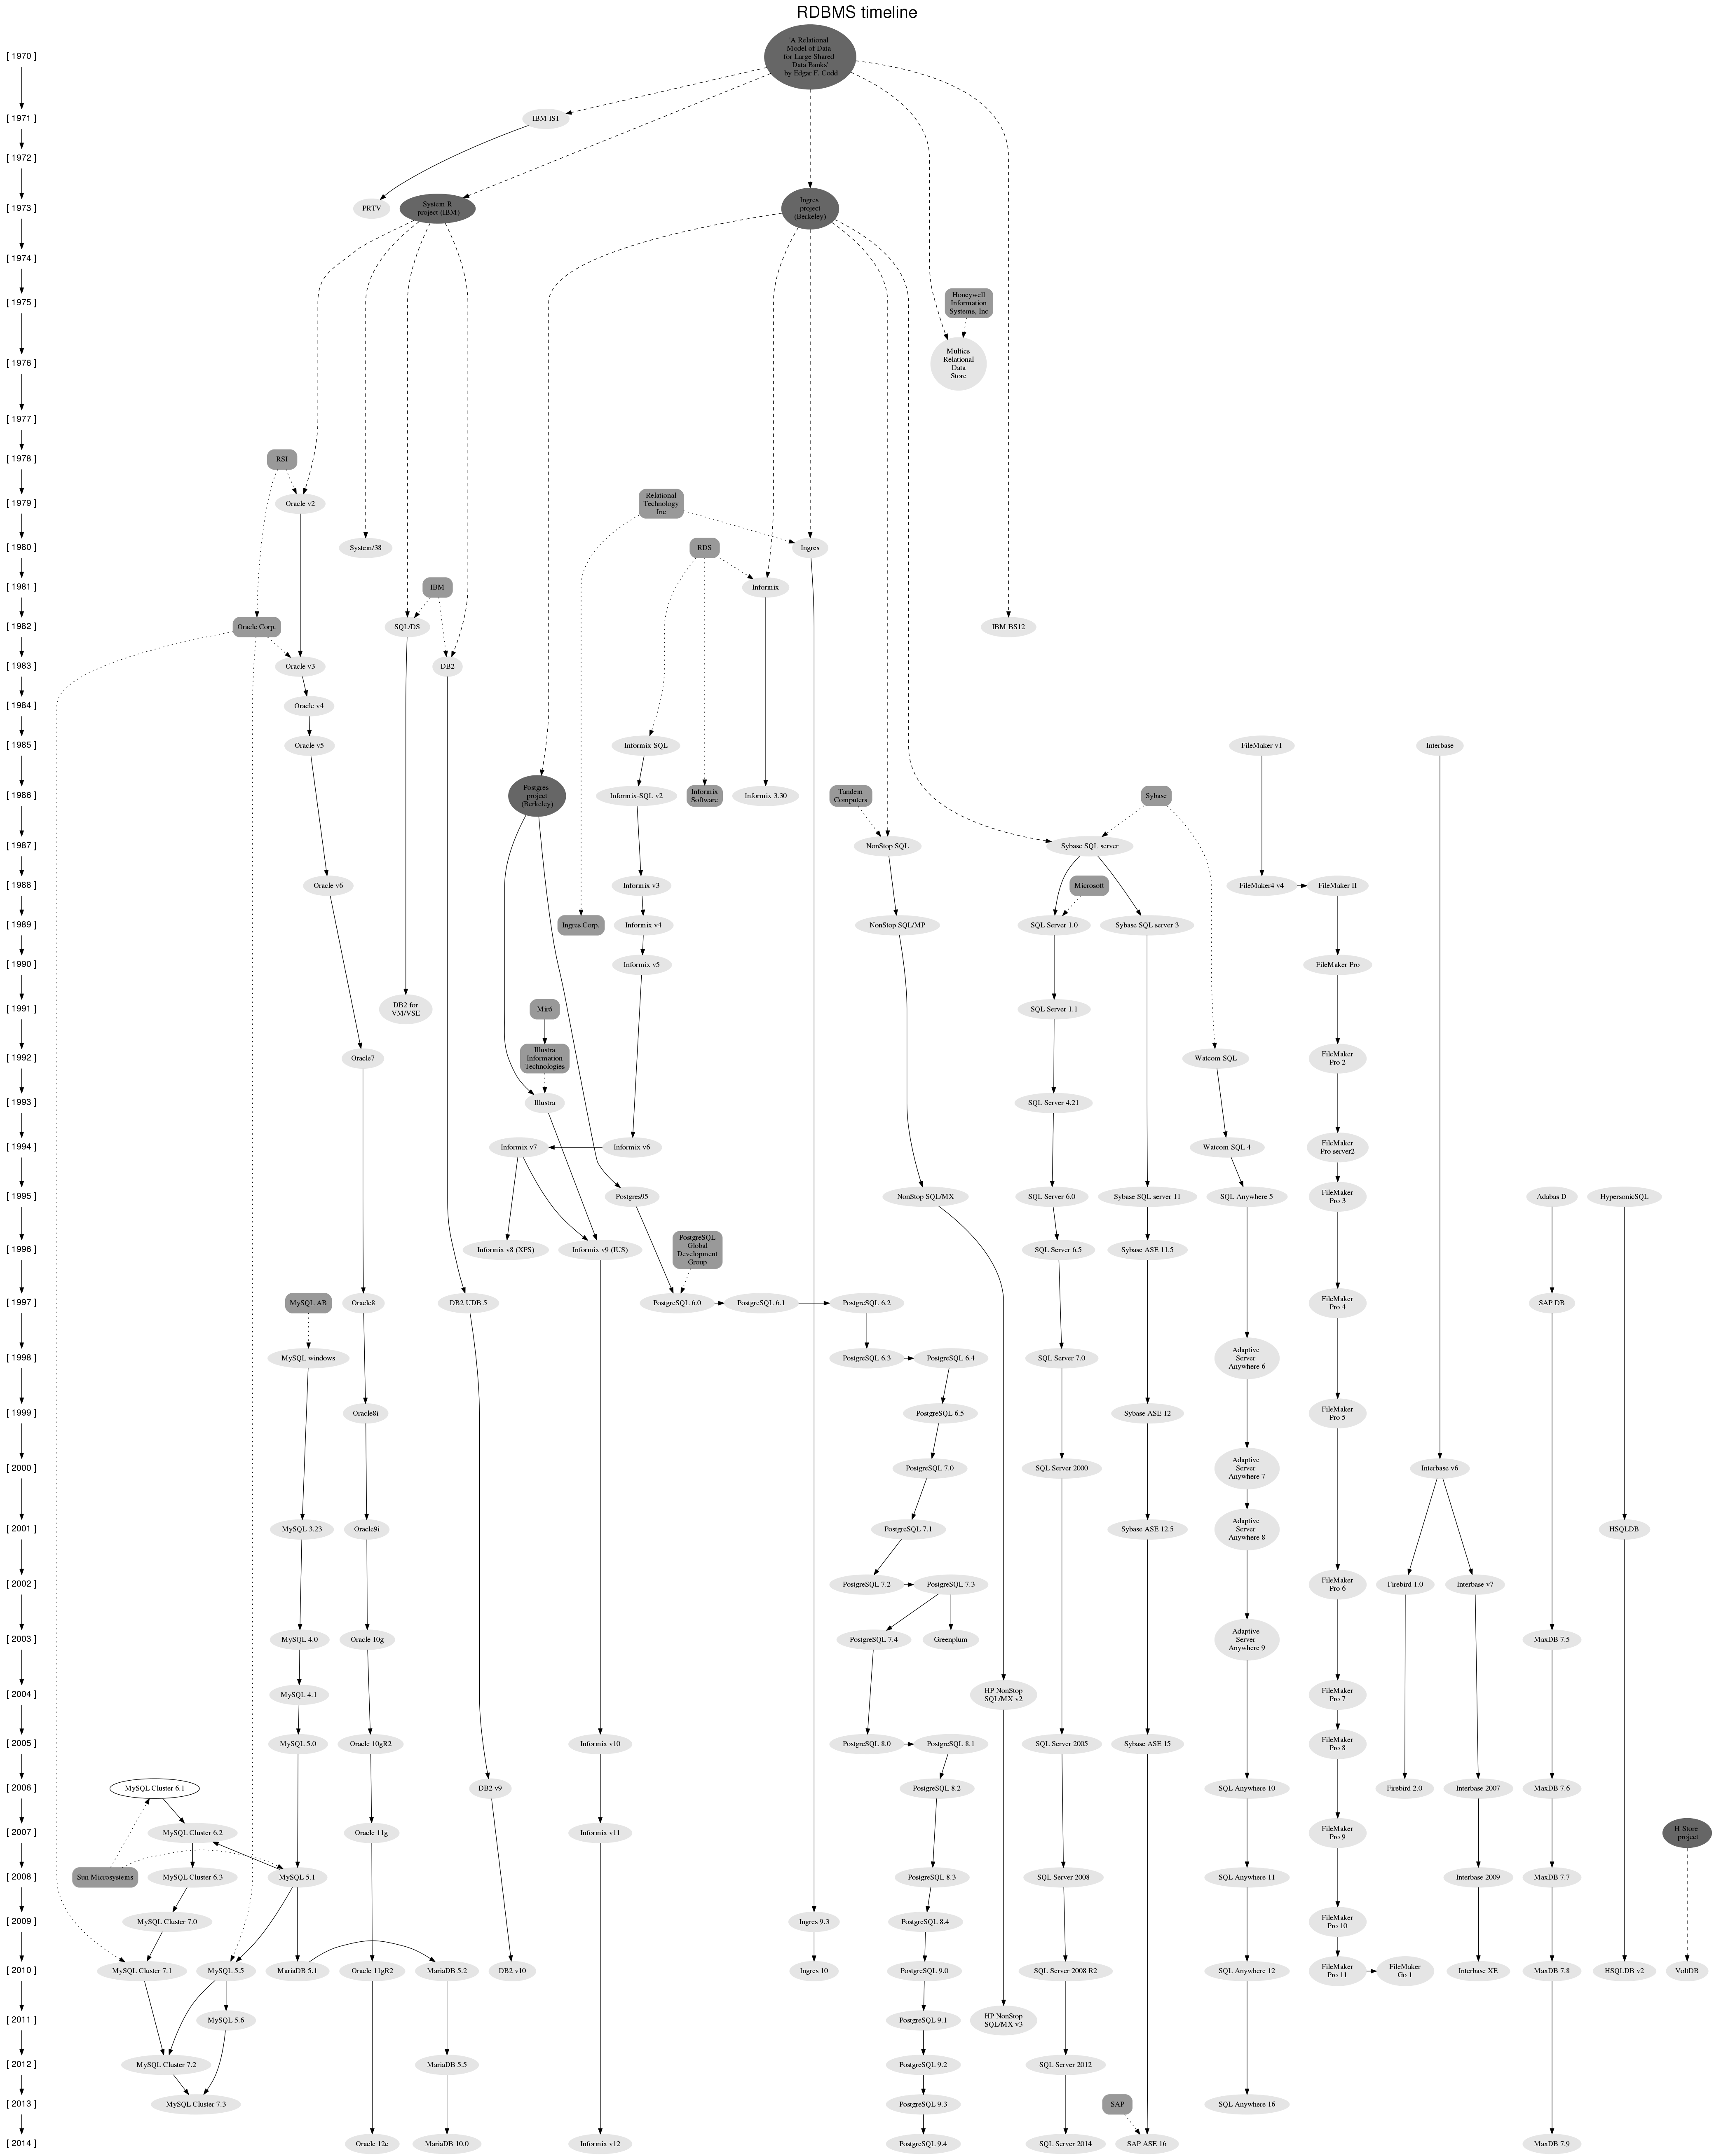 RDBMS timeline
'A Relational
Model of Data
for Large Shared
Data Banks'
by Edgar F. Codd
[ 1970 ]
[ 1971 ]
IBM IS1
[ 1972 ]
[ 1973 ]
PRTV
System R
project (IBM)
Ingres
project
(Berkeley)
[ 1974 ]
[ 1975 ]
Honeywell
Information
Systems, Inc
[ 1976 ]
Multics
Relational
Data
Store
[ 1977 ]
[ 1978 ]
RSI
[ 1979 ]
Oracle v2
Relational
Technology
Inc
[ 1980 ]
System/38
RDS
Ingres
[ 1981 ]
IBM
Informix
[ 1982 ]
Oracle Corp.
SQL/DS
IBM BS12
[ 1983 ]
Oracle v3
DB2
[ 1984 ]
Oracle v4
[ 1985 ]
Oracle v5
Informix-SQL
FileMaker v1
Interbase
[ 1986 ]
Postgres
project
(Berkeley)
Informix-SQL v2
Informix
Software
Informix 3.30
Tandem
Computers
Sybase
[ 1987 ]
NonStop SQL
Sybase SQL server
[ 1988 ]
Oracle v6
Informix v3
Microsoft
FileMaker4 v4
FileMaker II
[ 1989 ]
Ingres Corp.
Informix v4
NonStop SQL/MP
SQL Server 1.0
Sybase SQL server 3
[ 1990 ]
Informix v5
FileMaker Pro
[ 1991 ]
DB2 for
VM/VSE
Miró
SQL Server 1.1
[ 1992 ]
Oracle7
Illustra
Information
Technologies
Watcom SQL
FileMaker
Pro 2
[ 1993 ]
Illustra
SQL Server 4.21
[ 1994 ]
Informix v7
Informix v6
Watcom SQL 4
FileMaker
Pro server2
[ 1995 ]
Postgres95
NonStop SQL/MX
SQL Server 6.0
Sybase SQL server 11
SQL Anywhere 5
FileMaker
Pro 3
Adabas D
HypersonicSQL
[ 1996 ]
Informix v8 (XPS)
Informix v9 (IUS)
PostgreSQL
Global
Development
Group
SQL Server 6.5
Sybase ASE 11.5
[ 1997 ]
MySQL AB
Oracle8
DB2 UDB 5
PostgreSQL 6.0
PostgreSQL 6.1
PostgreSQL 6.2
FileMaker
Pro 4
SAP DB
[ 1998 ]
MySQL windows
PostgreSQL 6.3
PostgreSQL 6.4
SQL Server 7.0
Adaptive
Server
Anywhere 6
[ 1999 ]
Oracle8i
PostgreSQL 6.5
Sybase ASE 12
FileMaker
Pro 5
[ 2000 ]
PostgreSQL 7.0
SQL Server 2000
Adaptive
Server
Anywhere 7
Interbase v6
[ 2001 ]
MySQL 3.23
Oracle9i
PostgreSQL 7.1
Sybase ASE 12.5
Adaptive
Server
Anywhere 8
HSQLDB
[ 2002 ]
PostgreSQL 7.2
PostgreSQL 7.3
FileMaker
Pro 6
Firebird 1.0
Interbase v7
[ 2003 ]
MySQL 4.0
Oracle 10g
PostgreSQL 7.4
Greenplum
Adaptive
Server
Anywhere 9
MaxDB 7.5
[ 2004 ]
MySQL 4.1
HP NonStop
SQL/MX v2
FileMaker
Pro 7
[ 2005 ]
MySQL 5.0
Oracle 10gR2
Informix v10
PostgreSQL 8.0
PostgreSQL 8.1
SQL Server 2005
Sybase ASE 15
FileMaker
Pro 8
[ 2006 ]
MySQL Cluster 6.1
DB2 v9
PostgreSQL 8.2
SQL Anywhere 10
Firebird 2.0
Interbase 2007
MaxDB 7.6
[ 2007 ]
MySQL Cluster 6.2
Oracle 11g
Informix v11
FileMaker
Pro 9
H-Store
project
[ 2008 ]
Sun Microsystems
MySQL Cluster 6.3
MySQL 5.1
PostgreSQL 8.3
SQL Server 2008
SQL Anywhere 11
Interbase 2009
MaxDB 7.7
[ 2009 ]
MySQL Cluster 7.0
Ingres 9.3
PostgreSQL 8.4
FileMaker
Pro 10
[ 2010 ]
MySQL Cluster 7.1
MySQL 5.5
MariaDB 5.1
Oracle 11gR2
MariaDB 5.2
DB2 v10
Ingres 10
PostgreSQL 9.0
SQL Server 2008 R2
SQL Anywhere 12
FileMaker
Pro 11
FileMaker
Go 1
Interbase XE
MaxDB 7.8
HSQLDB v2
VoltDB
[ 2011 ]
MySQL 5.6
PostgreSQL 9.1
HP NonStop
SQL/MX v3
[ 2012 ]
MySQL Cluster 7.2
MariaDB 5.5
PostgreSQL 9.2
SQL Server 2012
[ 2013 ]
MySQL Cluster 7.3
PostgreSQL 9.3
SAP
SQL Anywhere 16
[ 2014 ]
Oracle 12c
MariaDB 10.0
Informix v12
PostgreSQL 9.4
SQL Server 2014
SAP ASE 16
MaxDB 7.9